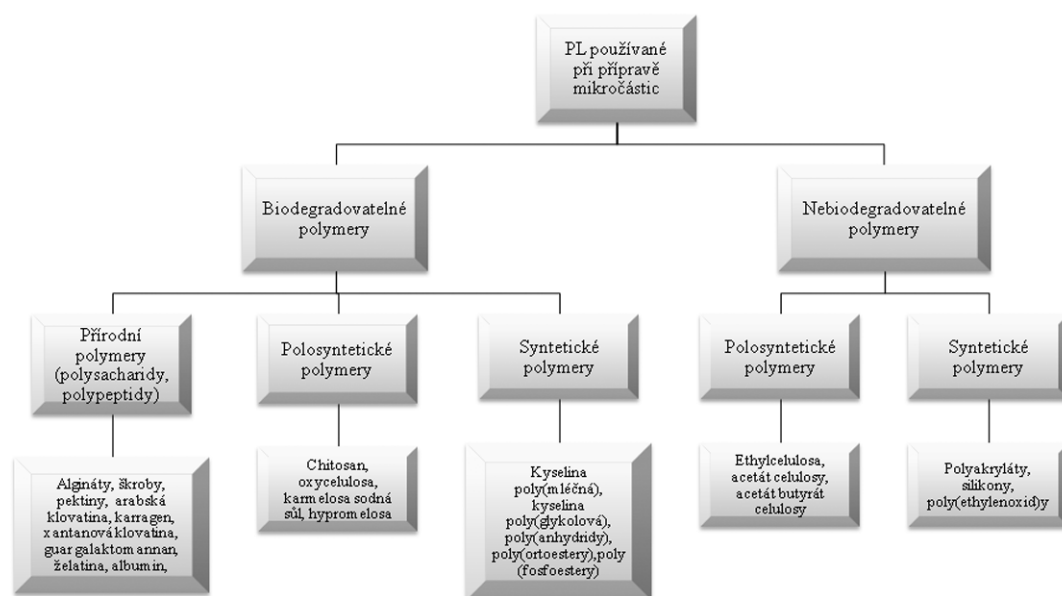 PL používané
při přípravě
mikročástic
Biodegradovatelné
polymery
Nebiodegradovatelné
polymery
Přírodní
polymery
(polysacharidy,
polypeptidy)
Polosyntetické
polymery
Syntetické
polymery
Polosyntetické
polymery
Syntetické
polymery
Algináty, škroby,
pektiny, arabská
klovatina, karragen,
xantanová klovatina,
guar galaktomannan,
želatina, albumin,
Chitosan,
oxycelulosa,
karmelosa sodná
sůl, hypromelosa
Kyselina
poly(mléčná),
kyselina
poly(glykolová),
poly(anhydridy),
poly(ortoestery),poly
(fosfoestery)
Ethylcelulosa,
acetát celulosy,
acetát butyrát
celulosy
Polyakryláty,
silikony,
poly(ethylenoxid)y